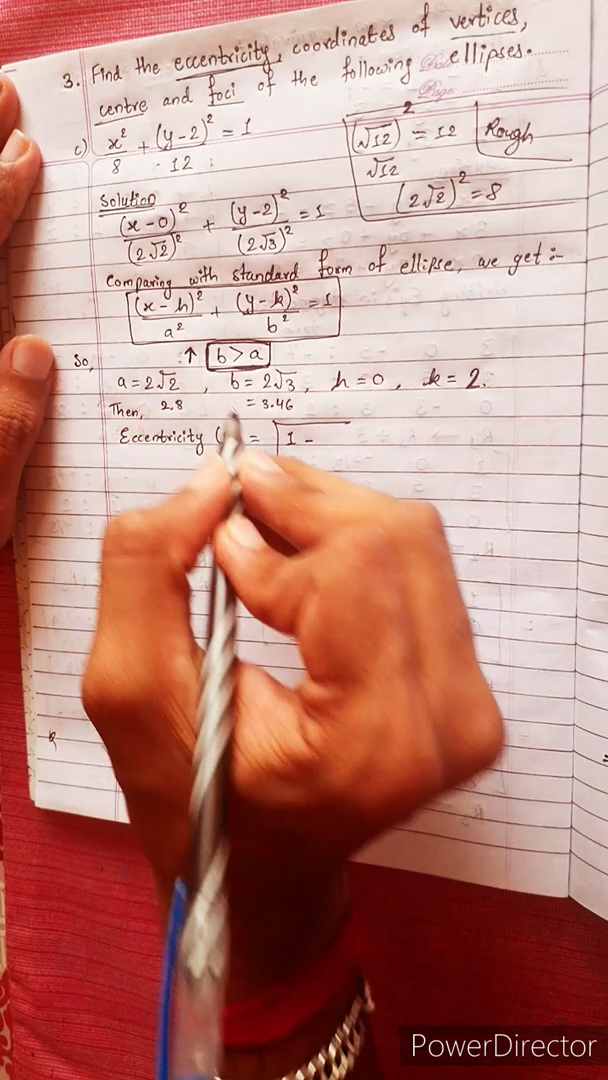 3. Find the eccentricity, coordinates of vertices,
centre and foci of the following ellipses.
Page:
c) x²/8 + (y-2)²/12 = 1
(√12)² = 12 Rough
√12
(2√2)² = 8
Solution
(x-0)²/(2√2)² + (y-2)²/(2√3)² = 1
Comparing with standard form of ellipse, we get :-
(x-h)²/a² + (y-k)²/b² = 1
So, ↑ b > a
a = 2√2 , b = 2√3 , h = 0 , k = 2.
Then, 2.8 = 3.46
Eccentricity ( = √1 -
PowerDirector